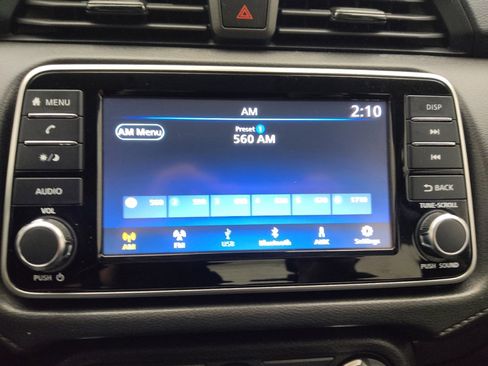 MENU
AUDIO
VOL
PUSH
AM 2:10
AM Menu
Preset 1
560 AM
560
AM FM USB Bluetooth AUX Settings
DISP
BACK
TUNE·SCROLL
PUSH SOUND